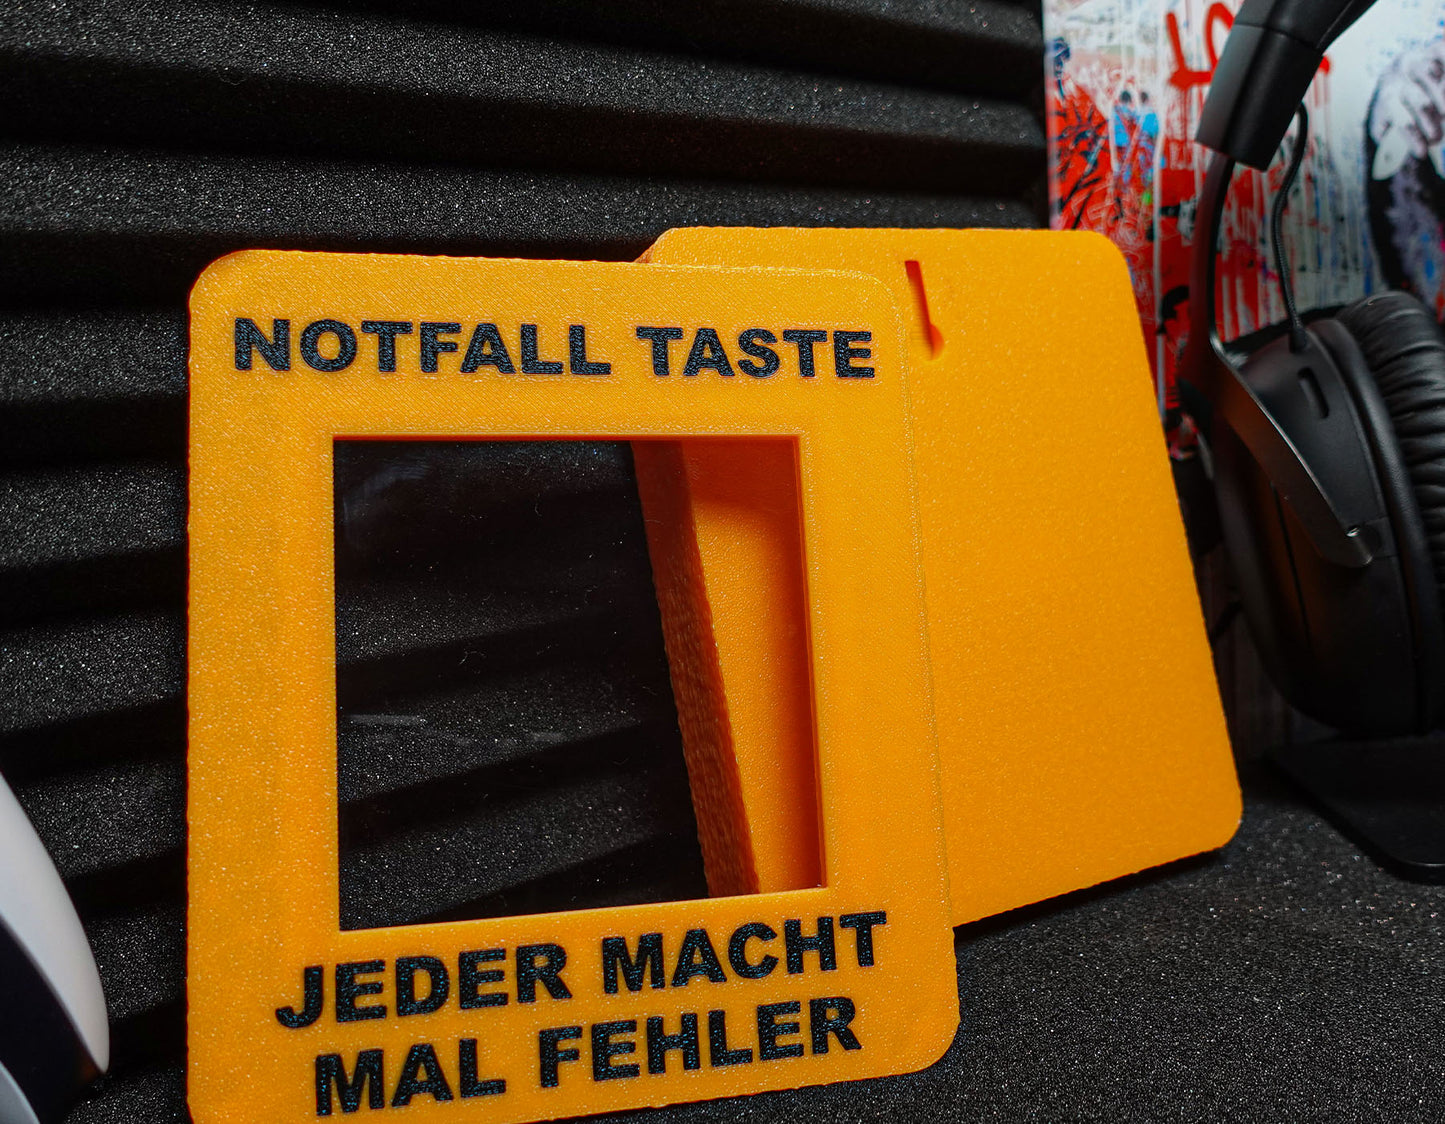 NOTFALL TASTE
JEDER MACHT
MAL FEHLER